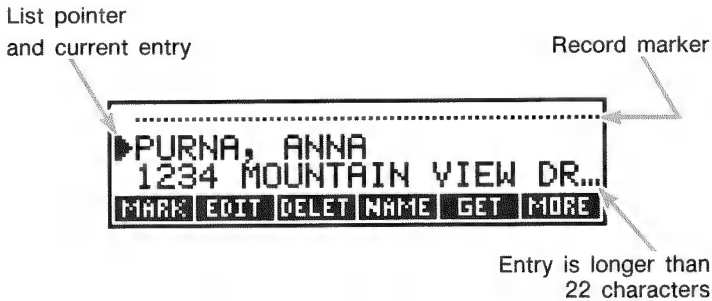 List pointer
and current entry
Record marker
PURNA, ANNA
1234 MOUNTAIN VIEW DR...
MARK EDIT DELET NAME GET MORE
Entry is longer than
22 characters